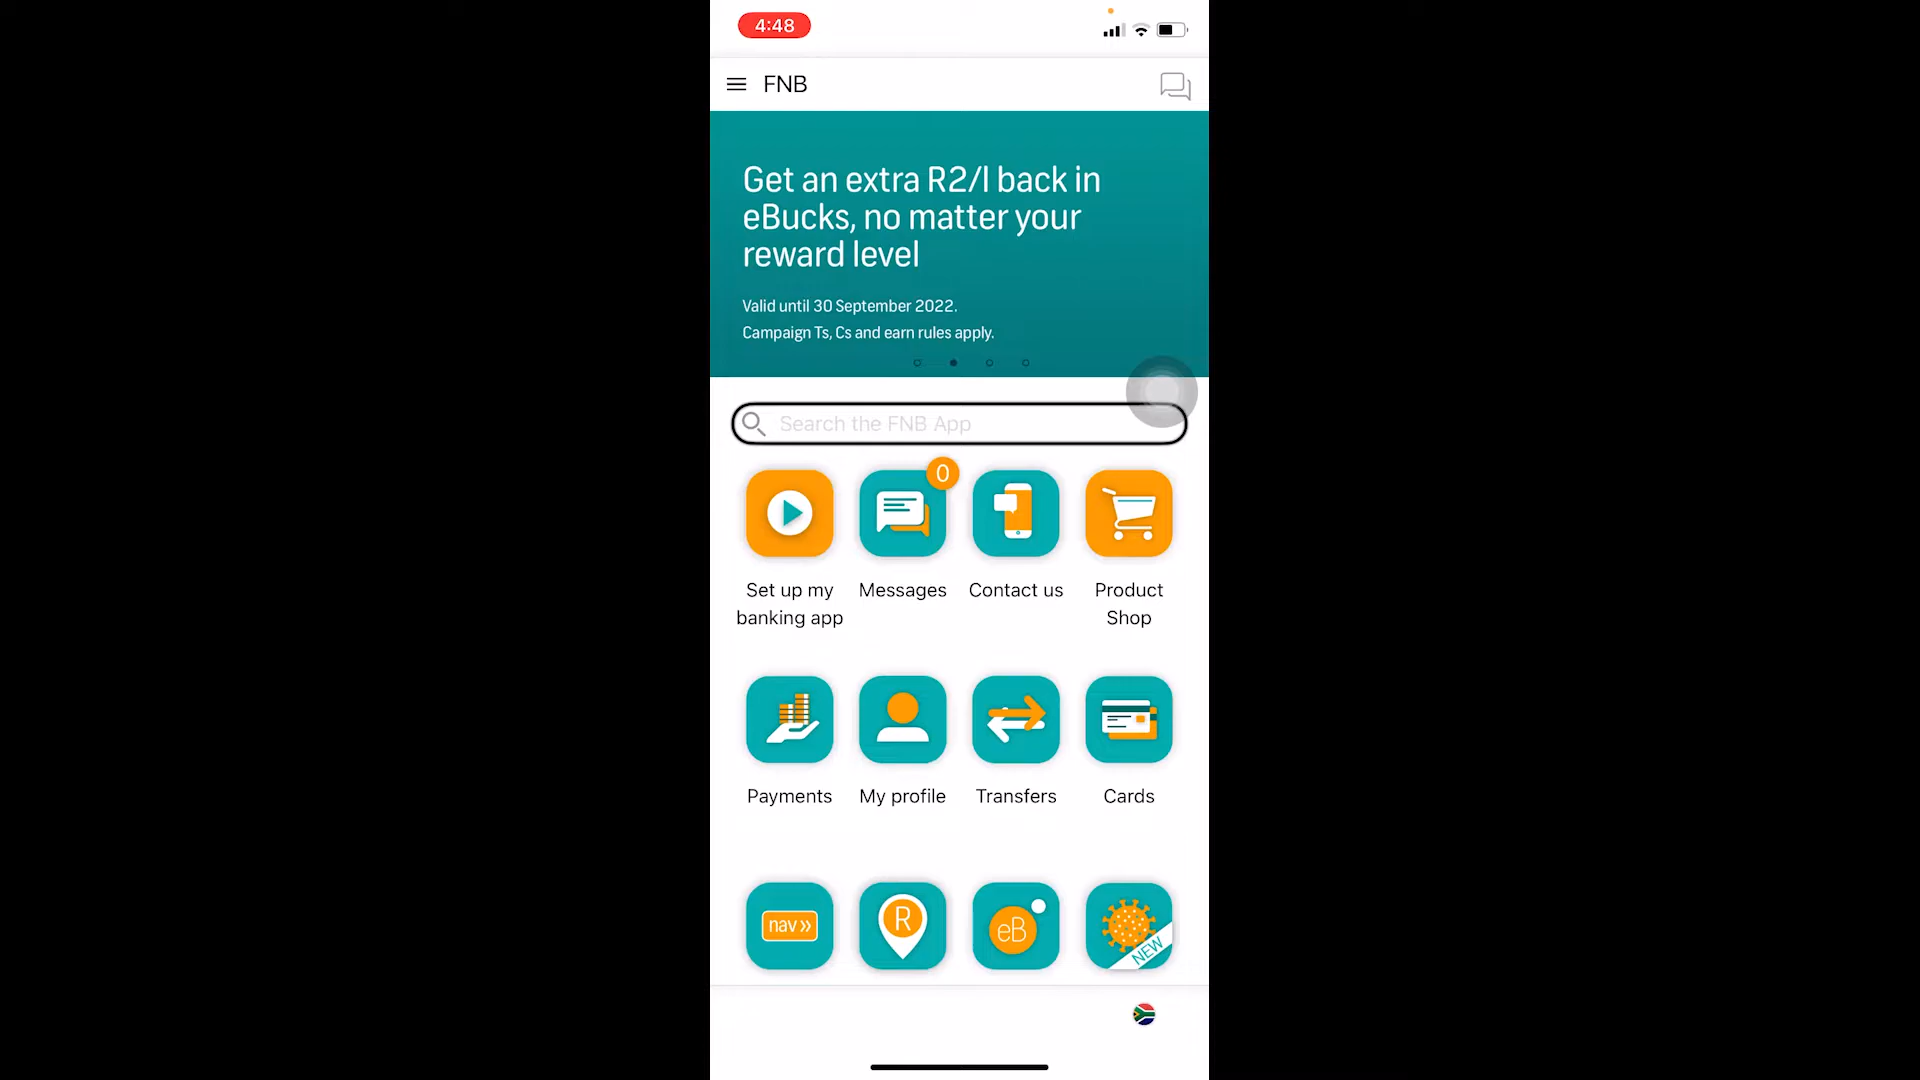 4:48
FNB
Get an extra R2/l back in
eBucks, no matter your
reward level
Valid until 30 September 2022.
Campaign Ts, Cs and earn rules apply.
Search the FNB App
0
Set up my
banking app
Messages
Contact us
Product
Shop
Payments
My profile
Transfers
Cards
nav»
R
eB
NEW